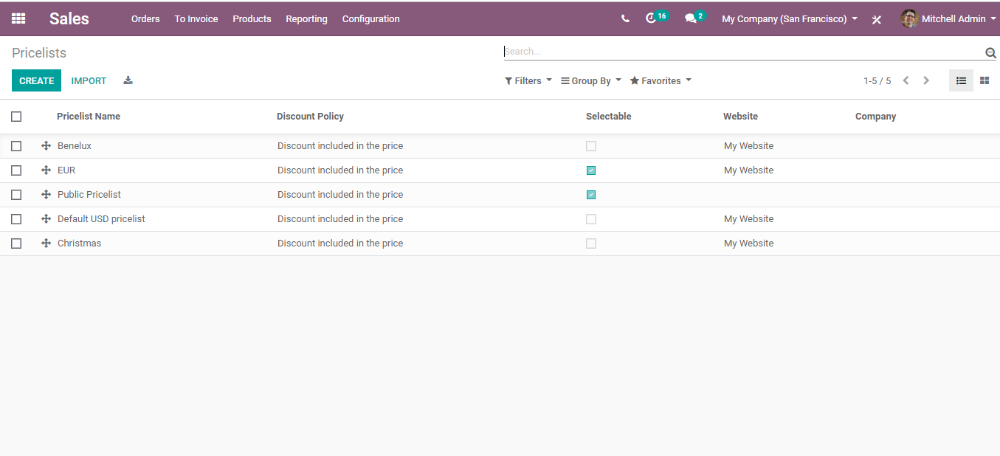 Sales Orders To Invoice Products Reporting Configuration 16 2 My Company (San Francisco) Mitchell Admin
Pricelists Search...
CREATE IMPORT Filters Group By Favorites 1-5 / 5
Pricelist Name Discount Policy Selectable Website Company
Benelux Discount included in the price My Website
EUR Discount included in the price My Website
Public Pricelist Discount included in the price
Default USD pricelist Discount included in the price My Website
Christmas Discount included in the price My Website